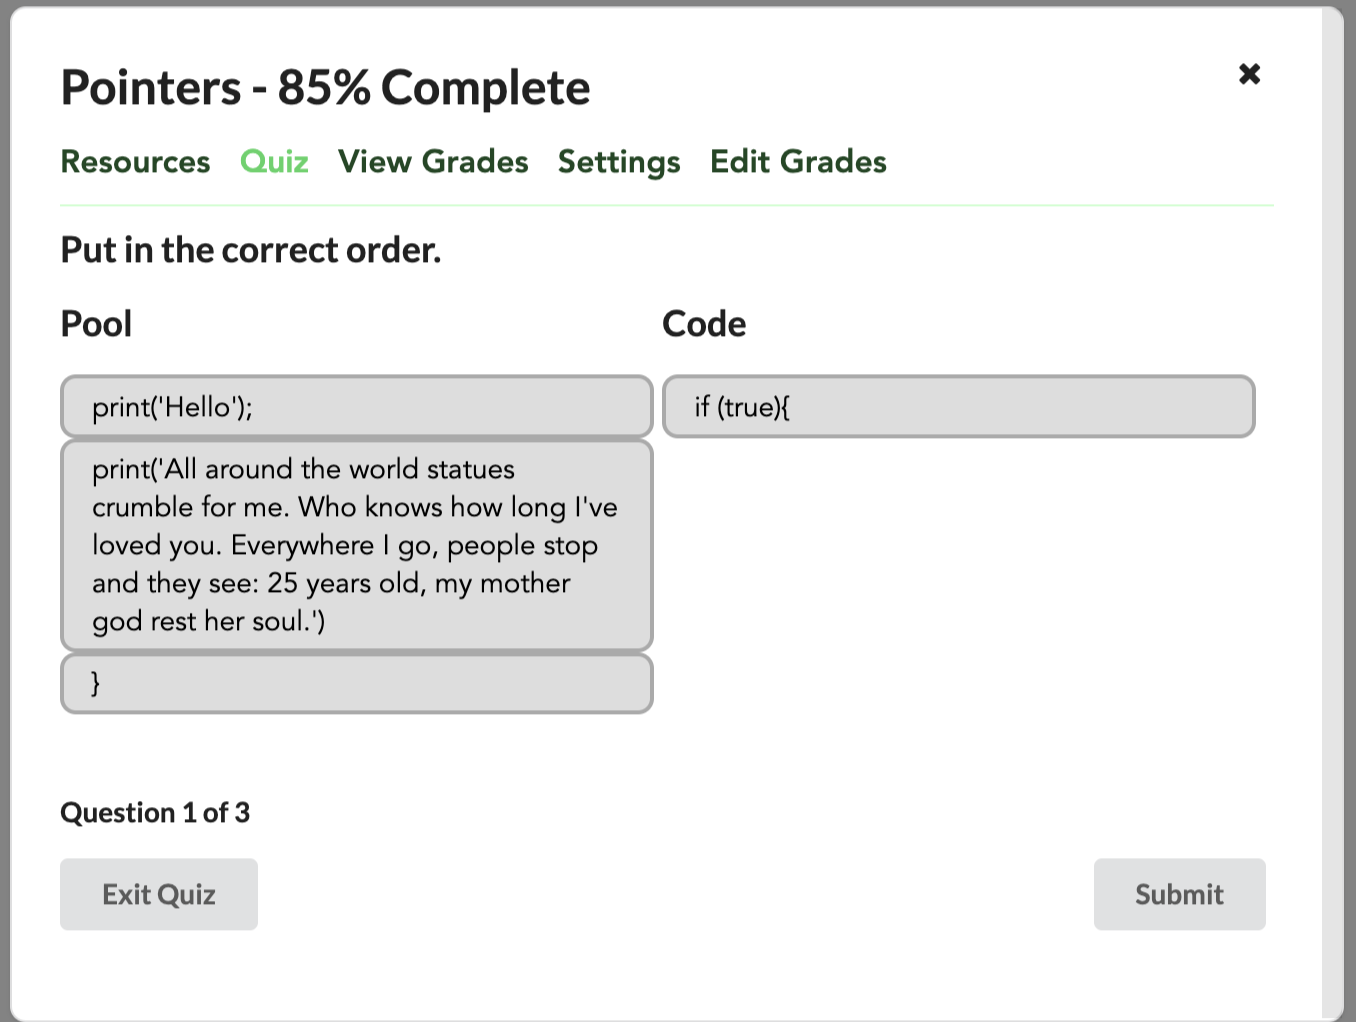 Pointers - 85% Complete
Resources Quiz View Grades Settings Edit Grades
Put in the correct order.
Pool
print('Hello');
print('All around the world statues
crumble for me. Who knows how long I've
loved you. Everywhere I go, people stop
and they see: 25 years old, my mother
god rest her soul.')
}
Code
if (true){
Question 1 of 3
Exit Quiz
Submit